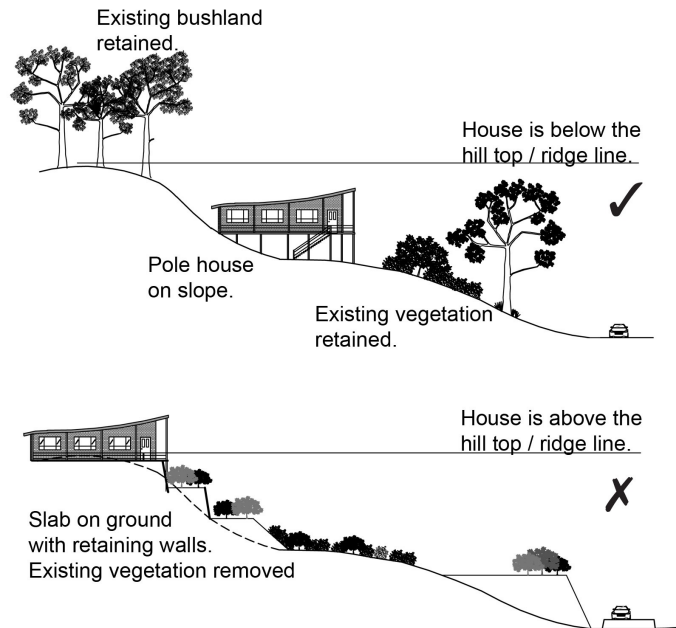 Existing bushland
retained.
House is below the
hill top / ridge line.
Pole house
on slope.
Existing vegetation
retained.
House is above the
hill top / ridge line.
Slab on ground
with retaining walls.
Existing vegetation removed